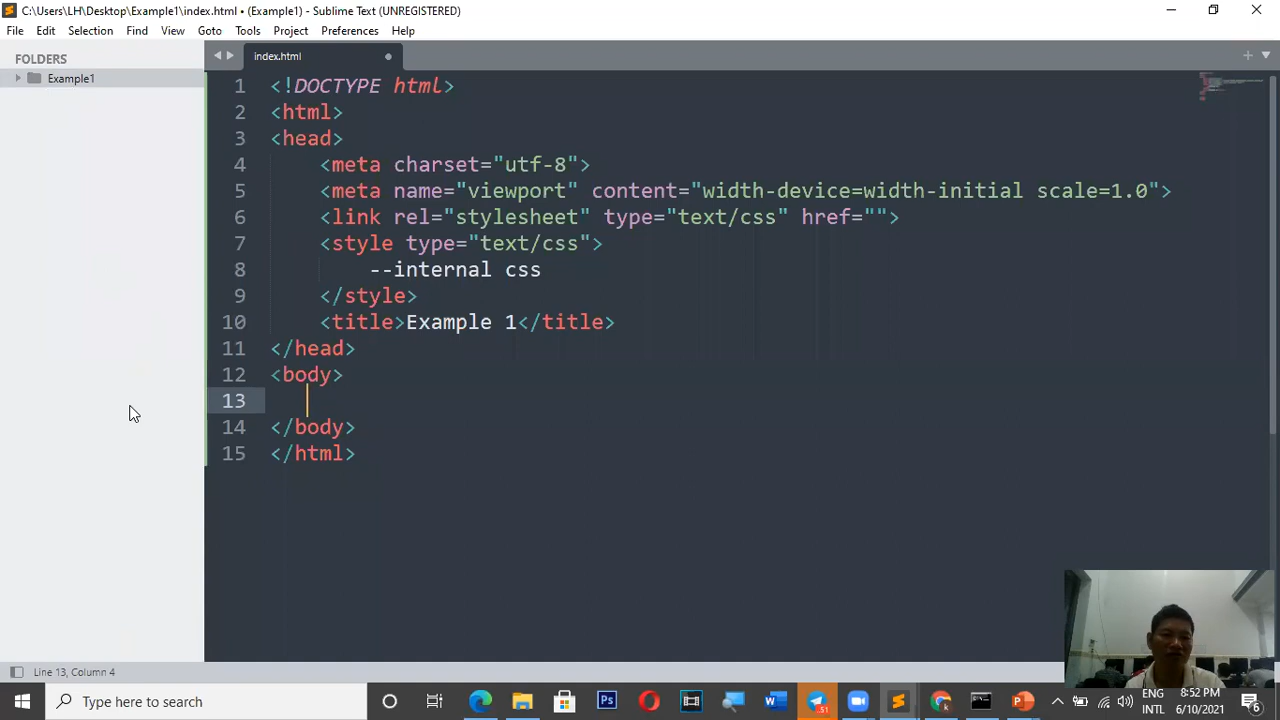 C:\Users\LH\Desktop\Example1\index.html • (Example1) - Sublime Text (UNREGISTERED)
File Edit Selection Find View Goto Tools Project Preferences Help
FOLDERS
Example1
index.html
1 <!DOCTYPE html>
2 <html>
3 <head>
4 <meta charset="utf-8">
5 <meta name="viewport" content="width-device=width-initial scale=1.0">
6 <link rel="stylesheet" type="text/css" href="">
7 <style type="text/css">
8 --internal css
9 </style>
10 <title>Example 1</title>
11 </head>
12 <body>
13
14 </body>
15 </html>
Line 13, Column 4
Type here to search
Ps
51
ENG
INTL
8:52 PM
6/10/2021
6